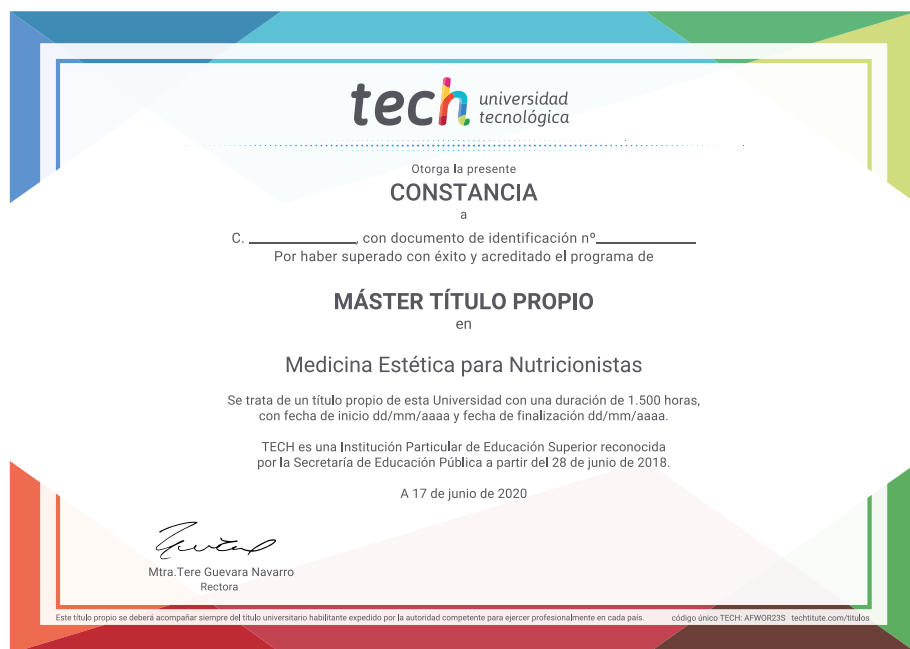 tech universidad
tecnológica
Otorga la presente
CONSTANCIA
a
C. ____________, con documento de identificación nº____________
Por haber superado con éxito y acreditado el programa de
MÁSTER TÍTULO PROPIO
en
Medicina Estética para Nutricionistas
Se trata de un título propio de esta Universidad con una duración de 1.500 horas,
con fecha de inicio dd/mm/aaaa y fecha de finalización dd/mm/aaaa.
TECH es una Institución Particular de Educación Superior reconocida
por la Secretaría de Educación Pública a partir del 28 de junio de 2018.
A 17 de junio de 2020
Mtra.Tere Guevara Navarro
Rectora
Este título propio se deberá acompañar siempre del título universitario habilitante expedido por la autoridad competente para ejercer profesionalmente en cada país. código único TECH: AFWOR23S techtitute.com/titulos